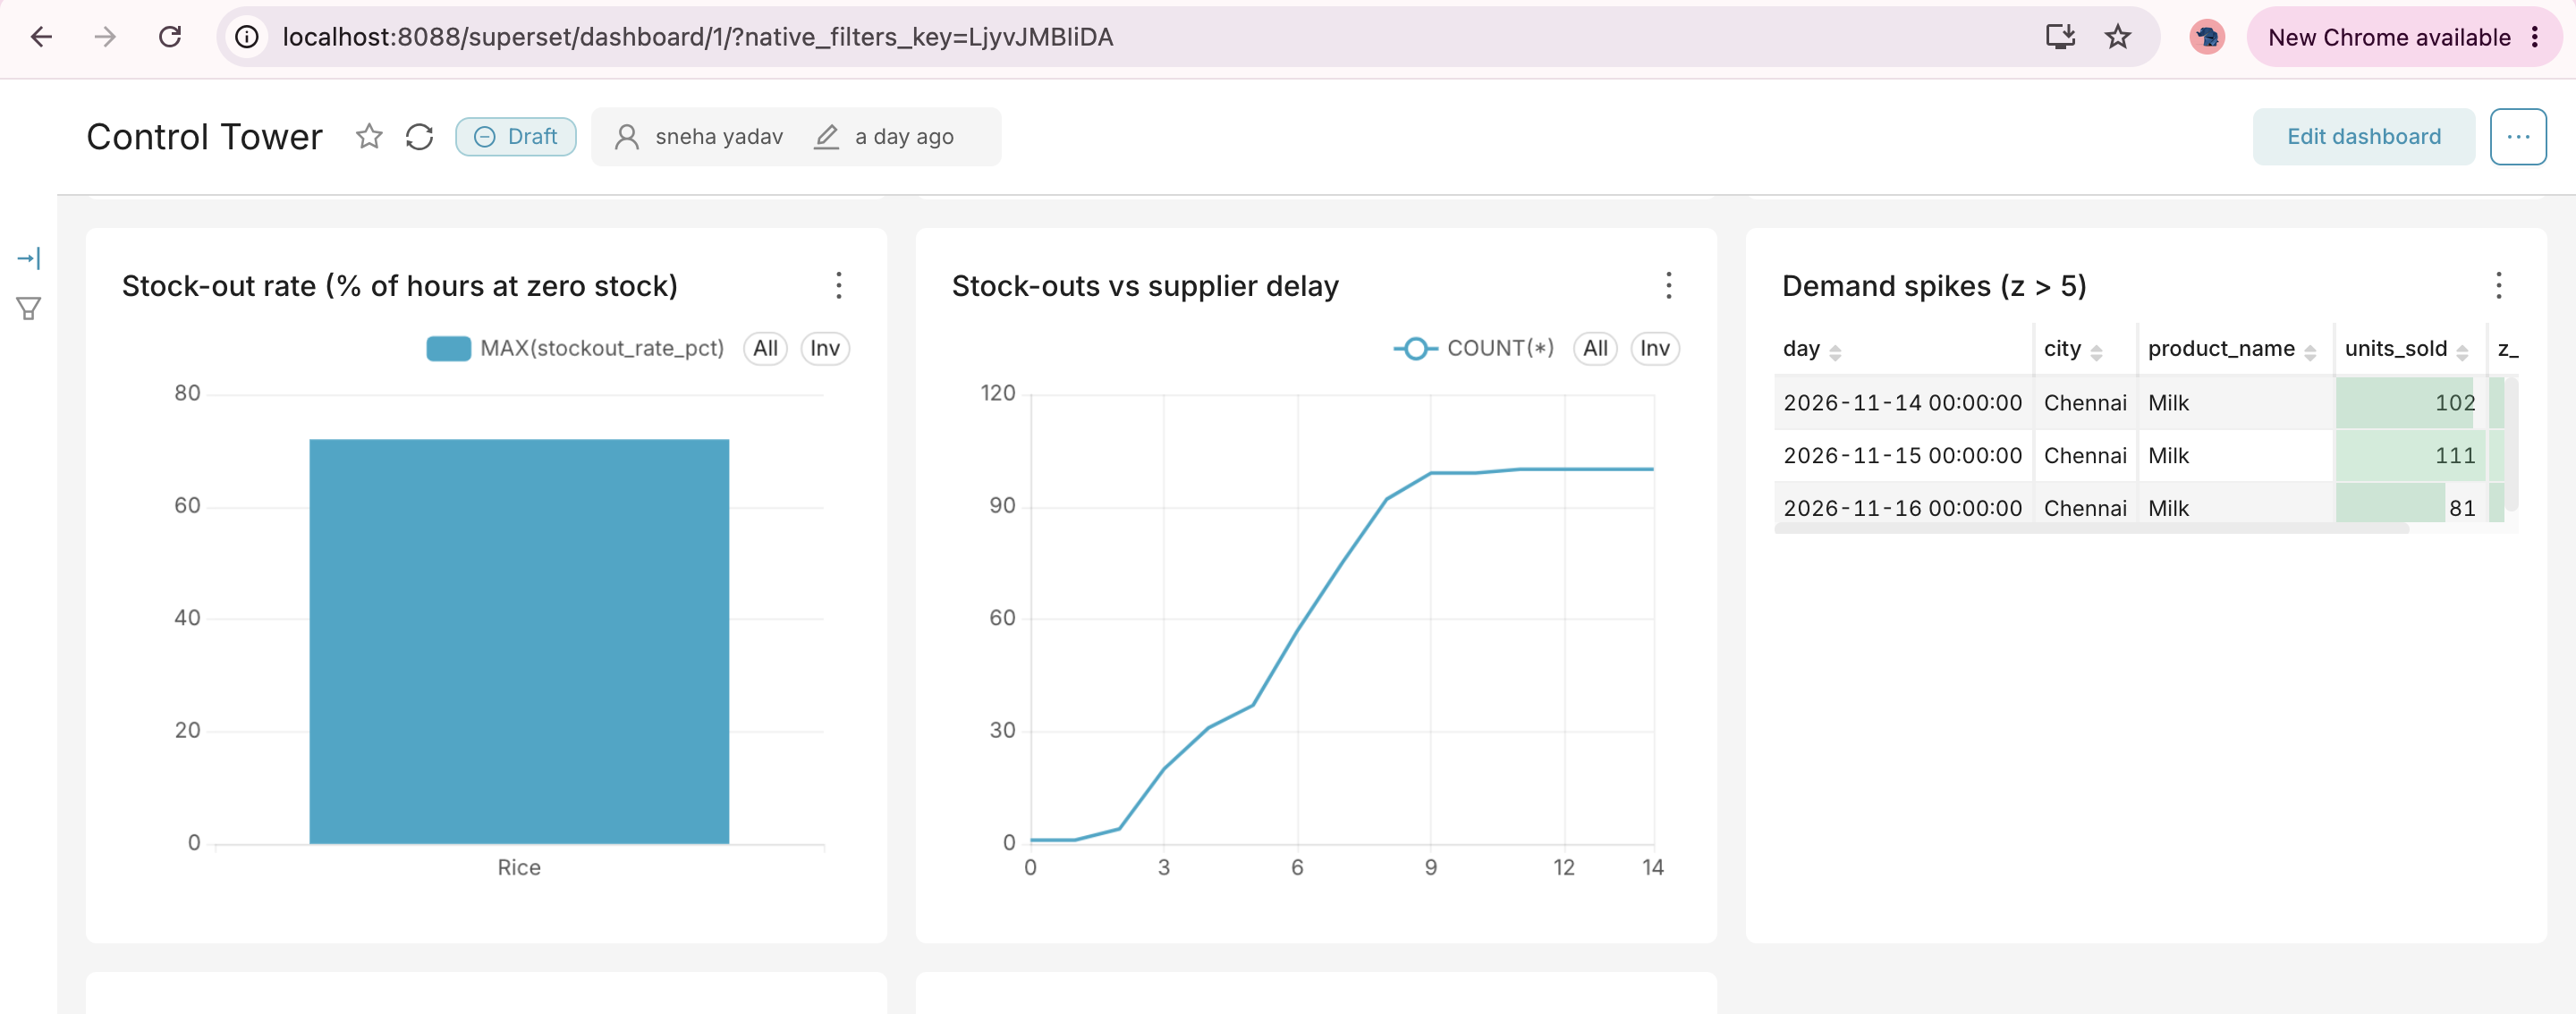 localhost:8088/superset/dashboard/1/?native_filters_key=LjyvJMBliDA
New Chrome available
Control Tower
Draft
sneha yadav
a day ago
Edit dashboard
Stock-out rate (% of hours at zero stock)
MAX(stockout_rate_pct) All Inv
80
60
40
20
0
Rice
Stock-outs vs supplier delay
COUNT(*) All Inv
120
90
60
30
0
0 3 6 9 12 14
Demand spikes (z > 5)
day city product_name units_sold z_
2026-11-14 00:00:00 Chennai Milk 102
2026-11-15 00:00:00 Chennai Milk 111
2026-11-16 00:00:00 Chennai Milk 81